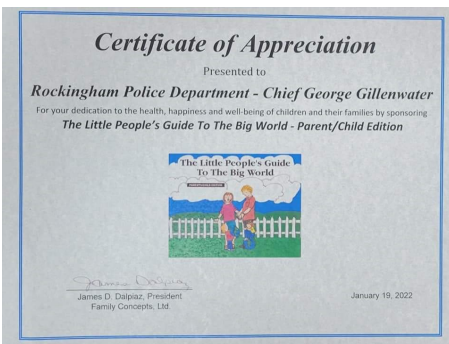 Certificate of Appreciation
Presented to
Rockingham Police Department - Chief George Gillenwater
For your dedication to the health, happiness and well-being of children and their families by sponsoring
The Little People's Guide To The Big World - Parent/Child Edition
The Little People's Guide
To The Big World
James D. Dalpiaz, President
Family Concepts, Ltd
January 19, 2022